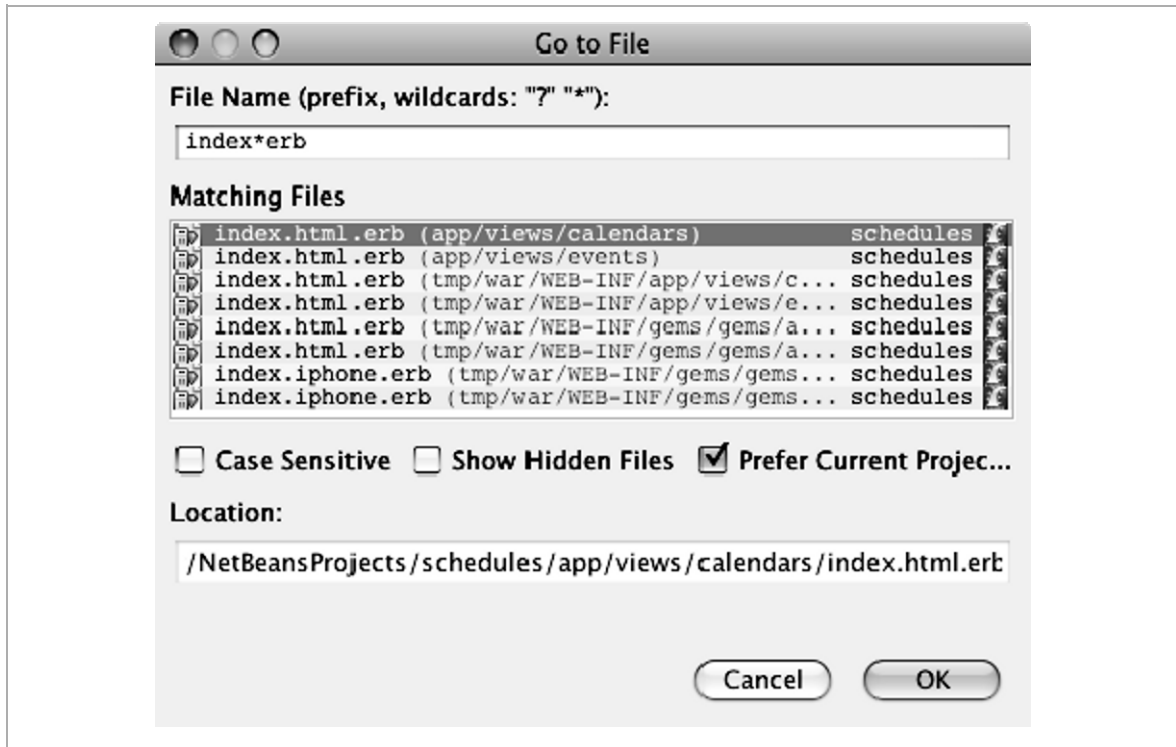 Go to File
File Name (prefix, wildcards: "?" "*"):
index*erb
Matching Files
index.html.erb (app/views/calendars) schedules
index.html.erb (app/views/events) schedules
index.html.erb (tmp/war/WEB-INF/app/views/c... schedules
index.html.erb (tmp/war/WEB-INF/app/views/e... schedules
index.html.erb (tmp/war/WEB-INF/gems/gems/a... schedules
index.html.erb (tmp/war/WEB-INF/gems/gems/a... schedules
index.iphone.erb (tmp/war/WEB-INF/gems/gems... schedules
index.iphone.erb (tmp/war/WEB-INF/gems/gems... schedules
Case Sensitive Show Hidden Files Prefer Current Projec...
Location:
/NetBeansProjects/schedules/app/views/calendars/index.html.erb
Cancel OK